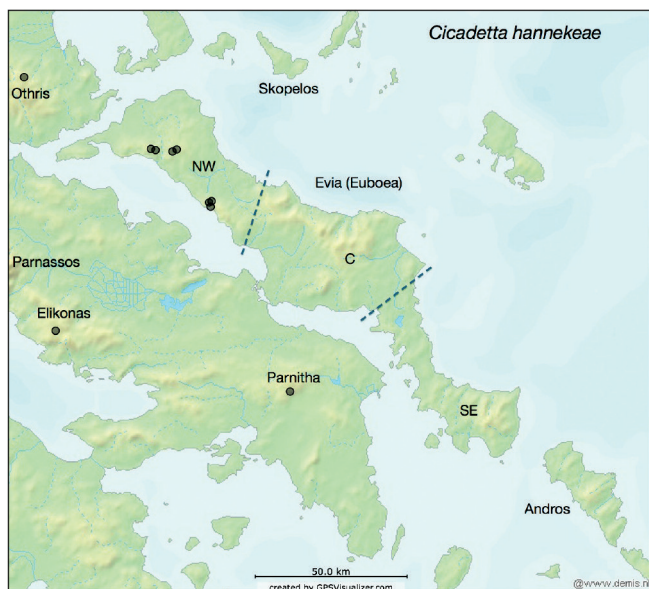 Cicadetta hannekeae
Othris
Skopelos
NW
Evia (Euboea)
C
Parnassos
Elikonas
Parnitha
SE
Andros
50.0 km
created by GPSVisualizer.com
@www.demis.nl